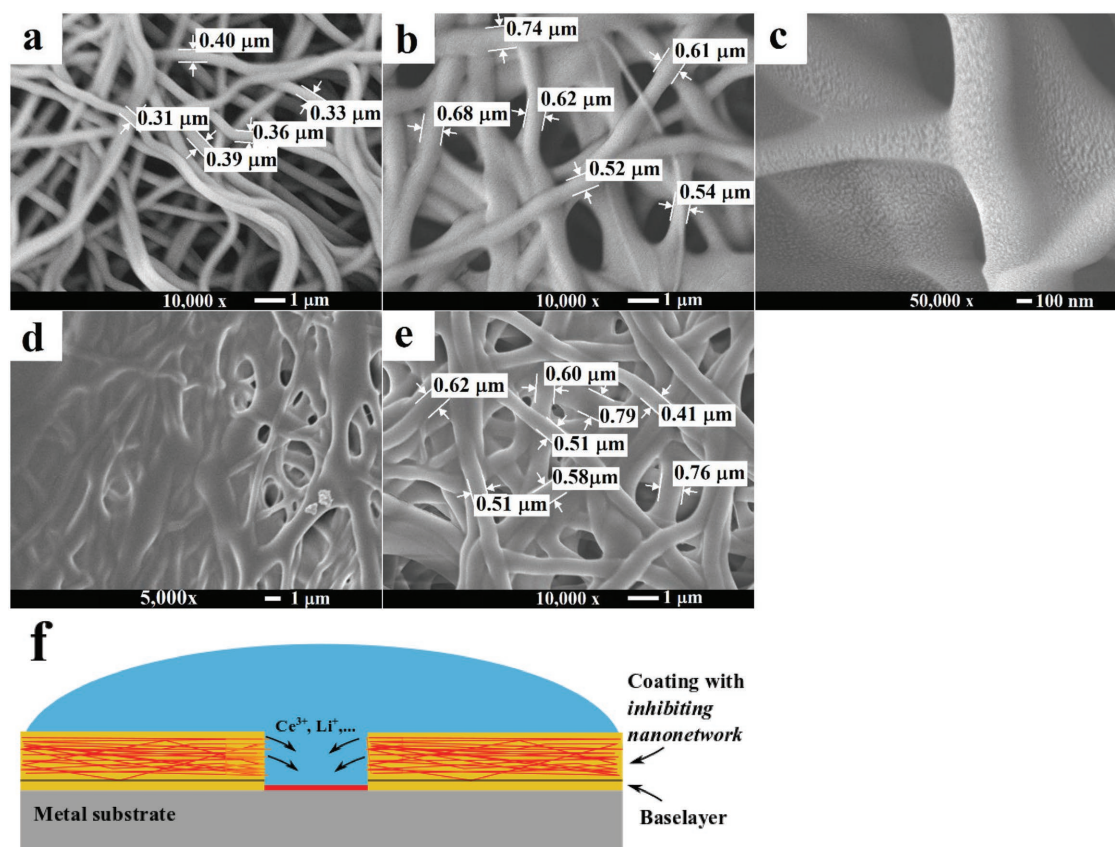 a
0.40 μm
0.31 μm
0.33 μm
0.36 μm
0.39 μm
10,000 x 1 μm
b
0.74 μm
0.61 μm
0.68 μm
0.62 μm
0.52 μm
0.54 μm
10,000 x 1 μm
c
50,000 x 100 nm
d
5,000x 1 μm
e
0.62 μm
0.60 μm
0.79
0.41 μm
0.51 μm
0.58μm
0.76 μm
0.51 μm
10,000 x 1 μm
f
Ce³⁺, Li⁺,...
Coating with
inhibiting
nanonetwork
Baselayer
Metal substrate